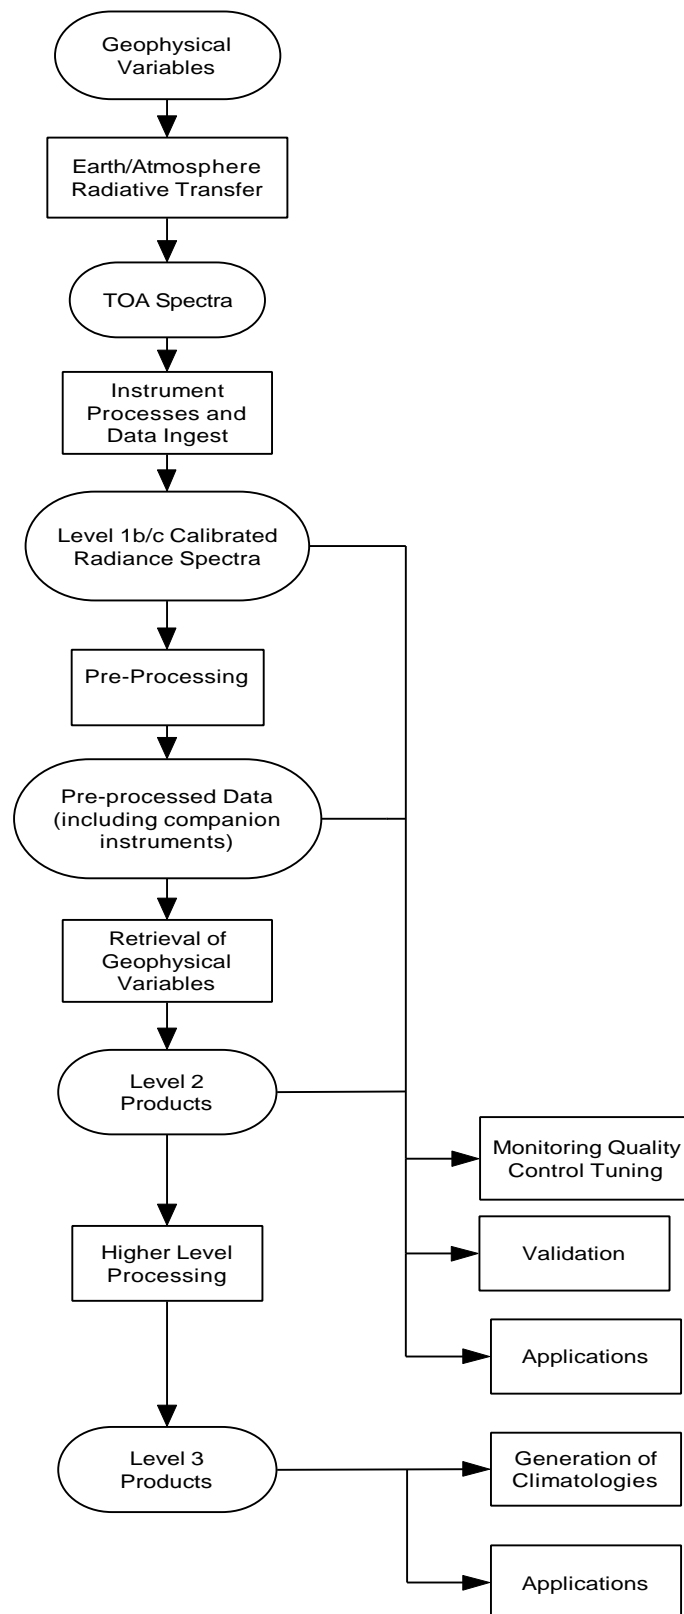 Geophysical
Variables
Earth/Atmosphere
Radiative Transfer
TOA Spectra
Instrument
Processes and
Data Ingest
Level 1b/c Calibrated
Radiance Spectra
Pre-Processing
Pre-processed Data
(including companion
instruments)
Retrieval of
Geophysical
Variables
Level 2
Products
Monitoring Quality
Control Tuning
Higher Level
Processing
Validation
Applications
Level 3
Products
Generation of
Climatologies
Applications